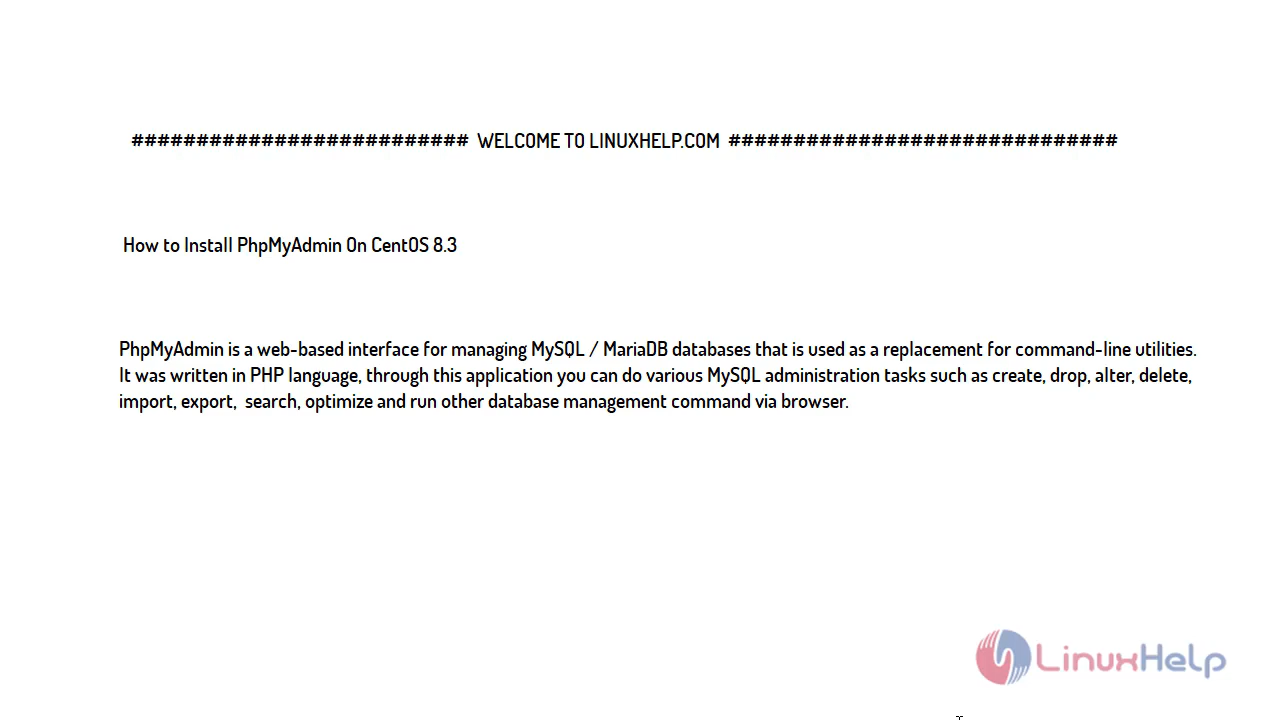 ########################## WELCOME TO LINUXHELP.COM ##############################
How to Install PhpMyAdmin On CentOS 8.3
PhpMyAdmin is a web-based interface for managing MySQL / MariaDB databases that is used as a replacement for command-line utilities.
It was written in PHP language, through this application you can do various MySQL administration tasks such as create, drop, alter, delete,
import, export,  search, optimize and run other database management command via browser.
LinuxHelp